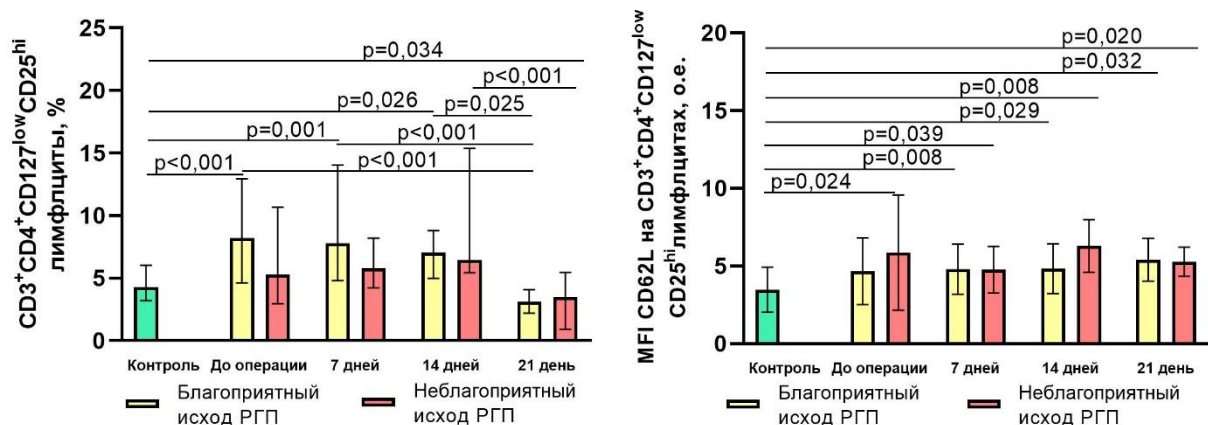 CD3⁺CD4⁺CD127ˡᵒʷCD25ʰⁱ
лимфлциты, %
25
20
15
10
5
0
p=0,034
p<0,001
p=0,026
p=0,025
p=0,001
p<0,001
p<0,001
p<0,001
Контроль До операции 7 дней 14 дней 21 день
Благоприятный
исход РГП
Неблагоприятный
исход РГП
MFI CD62L на CD3⁺CD4⁺CD127ˡᵒʷ
CD25ʰⁱлимфлцитах, о.е.
20
15
10
5
0
p=0,020
p=0,032
p=0,008
p=0,029
p=0,039
p=0,008
p=0,024
Контроль До операции 7 дней 14 дней 21 день
Благоприятный
исход РГП
Неблагоприятный
исход РГП